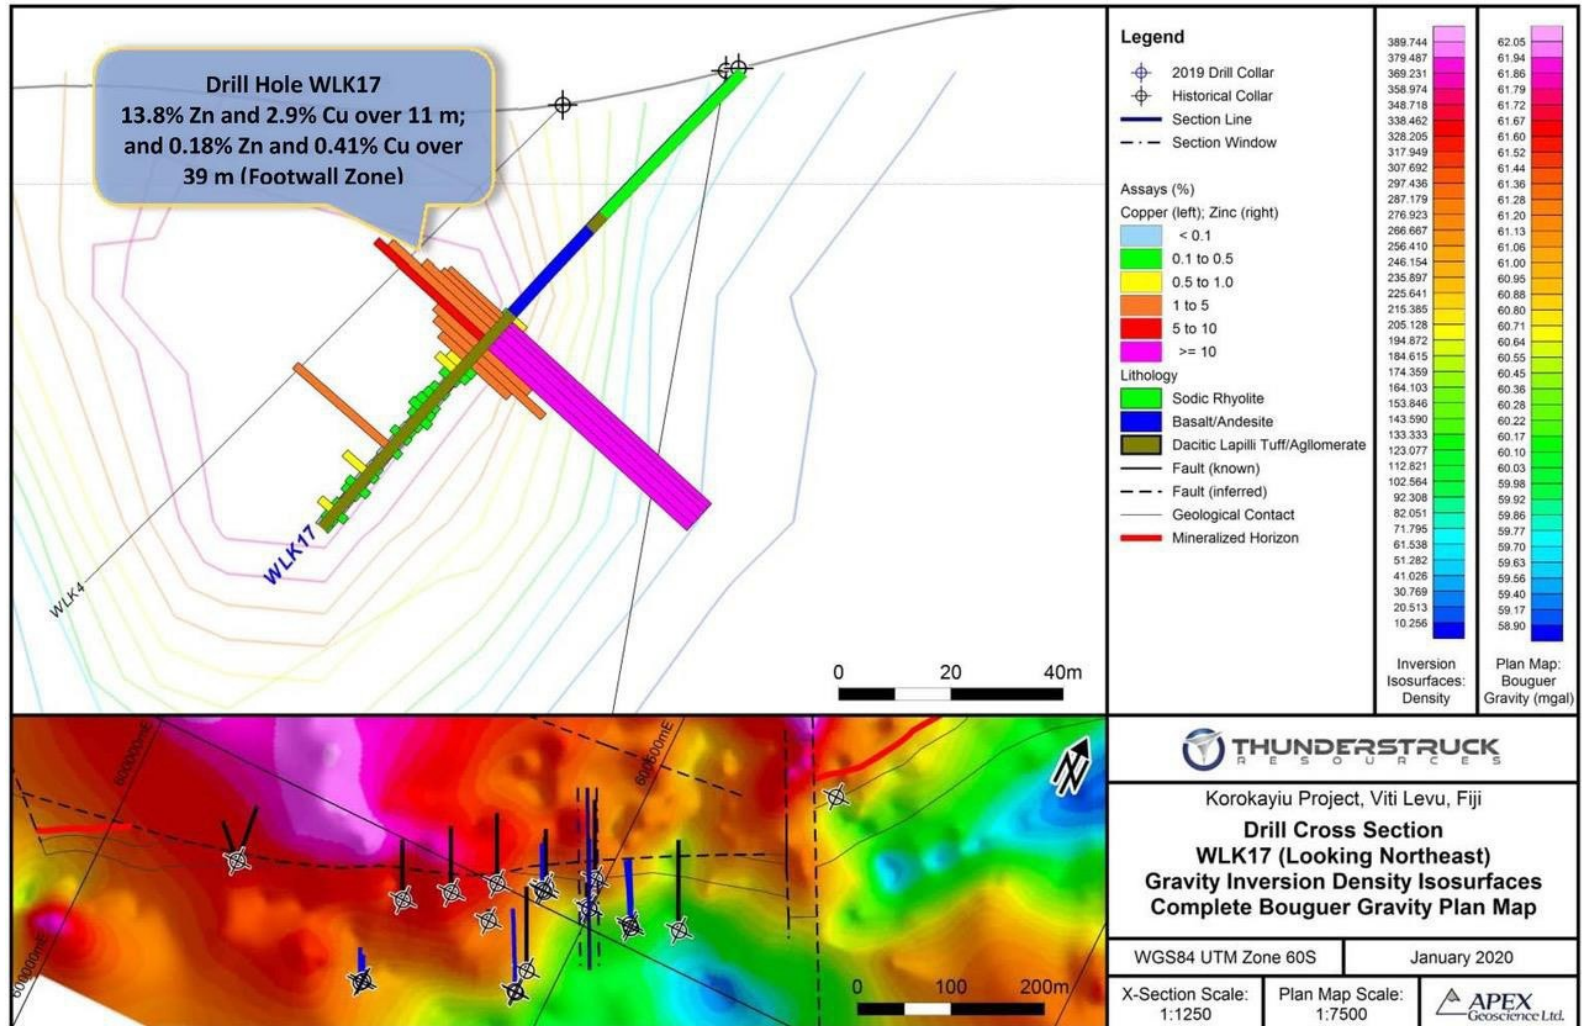 Drill Hole WLK17
13.8% Zn and 2.9% Cu over 11 m;
and 0.18% Zn and 0.41% Cu over
39 m (Footwall Zone)
WLK17
WLK4
0 20 40m
Legend
2019 Drill Collar
Historical Collar
Section Line
Section Window
Assays (%)
Copper (left); Zinc (right)
< 0.1
0.1 to 0.5
0.5 to 1.0
1 to 5
5 to 10
>= 10
Lithology
Sodic Rhyolite
Basalt/Andesite
Dacitic Lapilli Tuff/Agllomerate
Fault (known)
Fault (inferred)
Geological Contact
Mineralized Horizon
389.744
379.487
369.231
358.974
348.718
338.462
328.205
317.949
307.692
297.436
287.179
276.923
266.667
256.410
246.154
235.897
225.641
215.385
205.128
194.872
184.615
174.359
164.103
153.846
143.590
133.333
123.077
112.821
102.564
92.308
82.051
71.795
61.538
51.282
41.026
30.769
20.513
10.256
Inversion
Isosurfaces:
Density
62.05
61.94
61.86
61.79
61.72
61.67
61.60
61.52
61.44
61.36
61.28
61.20
61.13
61.06
61.00
60.95
60.88
60.80
60.71
60.64
60.55
60.45
60.36
60.28
60.22
60.17
60.10
60.03
59.98
59.92
59.86
59.77
59.70
59.63
59.56
59.40
59.17
58.90
Plan Map:
Bouguer
Gravity (mgal)
600000mE
N
0 100 200m
THUNDERSTRUCK
RESOURCES
Korokayiu Project, Viti Levu, Fiji
Drill Cross Section
WLK17 (Looking Northeast)
Gravity Inversion Density Isosurfaces
Complete Bouguer Gravity Plan Map
WGS84 UTM Zone 60S
January 2020
X-Section Scale:
1:1250
Plan Map Scale:
1:7500
APEX
Geoscience Ltd.